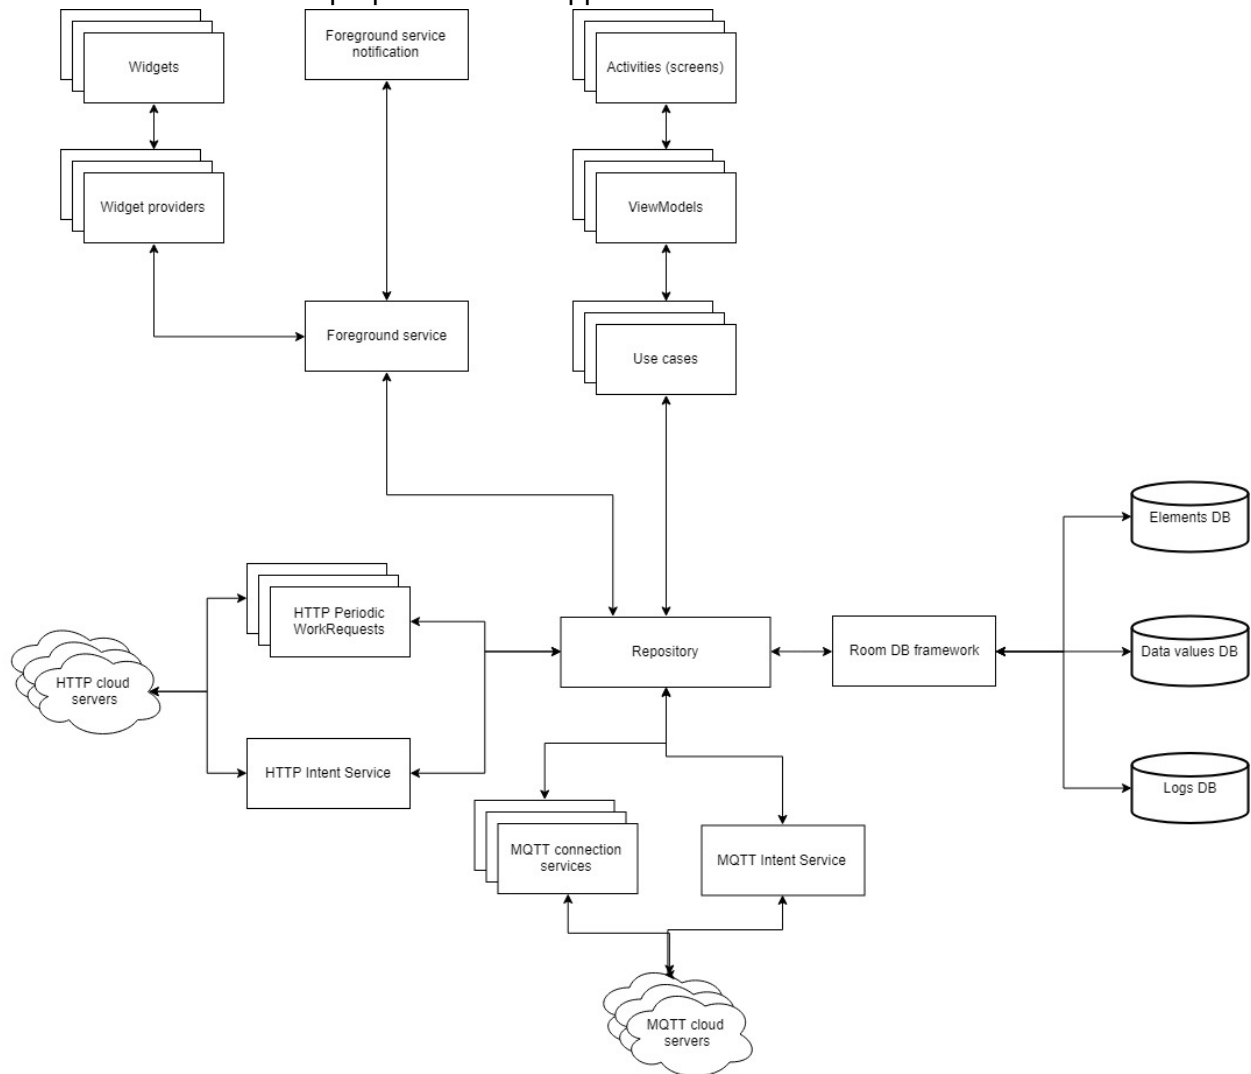 Widgets
Foreground service
notification
Activities (screens)
Widget providers
ViewModels
Foreground service
Use cases
Elements DB
HTTP Periodic
WorkRequests
Repository
Room DB framework
Data values DB
HTTP cloud
servers
HTTP Intent Service
Logs DB
MQTT connection
services
MQTT Intent Service
MQTT cloud
servers